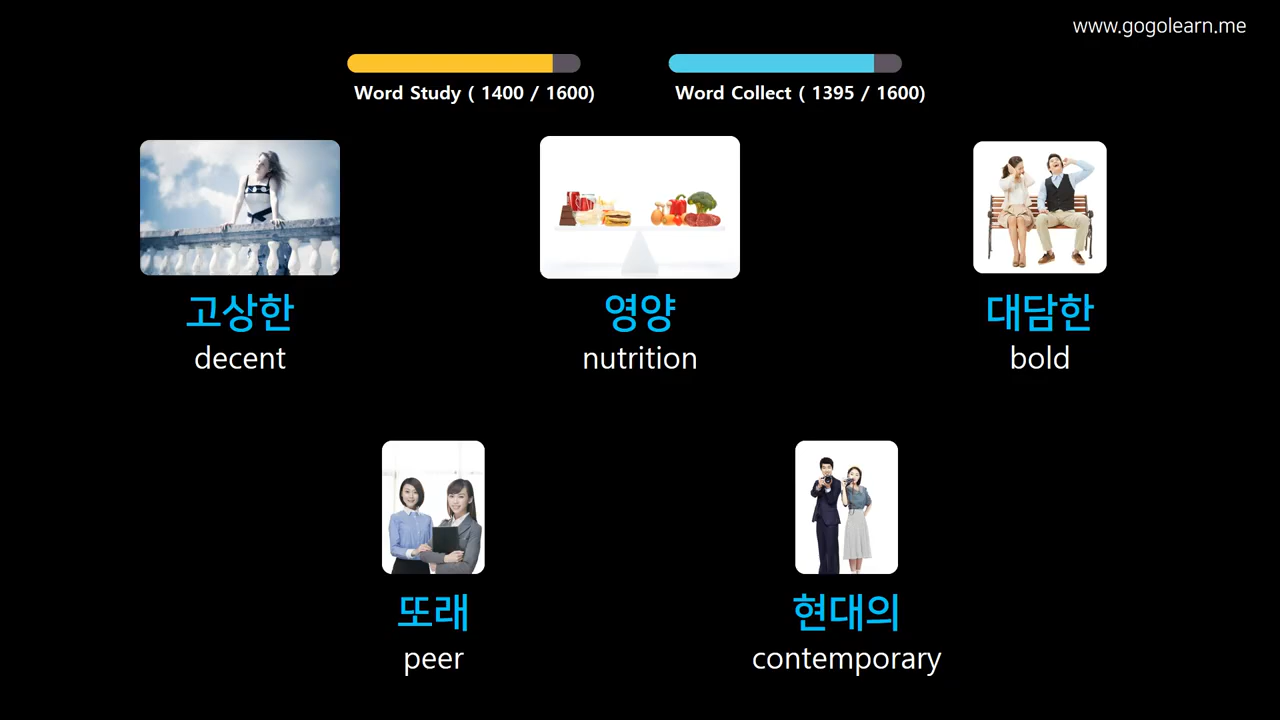 www.gogolearn.me
Word Study ( 1400 / 1600)
Word Collect ( 1395 / 1600)
고상한
decent
영양
nutrition
대담한
bold
또래
peer
현대의
contemporary